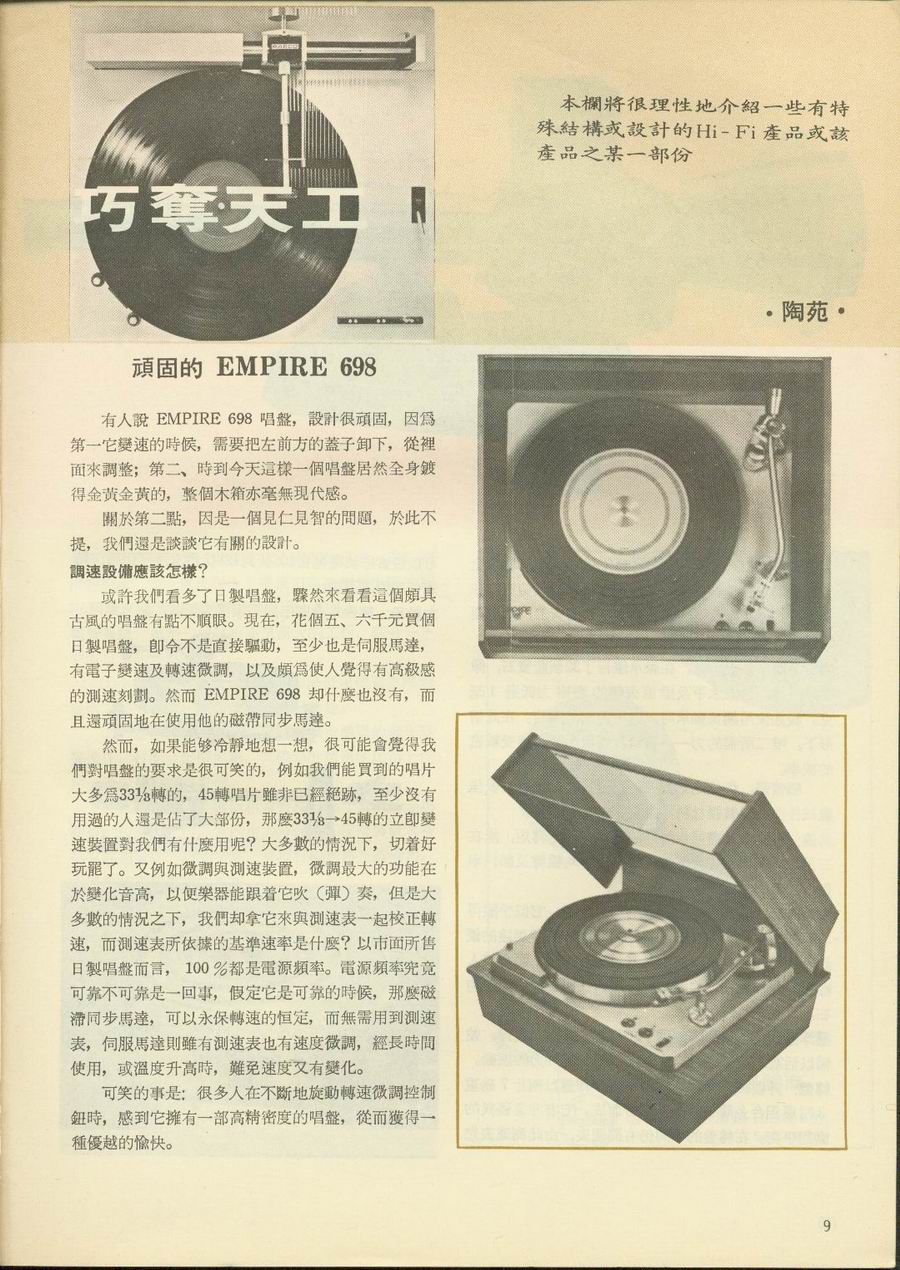 RABCO
巧奪天工
本欄將很理性地介紹一些有特
殊結構或設計的Hi-Fi產品或該
產品之某一部份
•陶苑•
頑固的 EMPIRE 698
有人說 EMPIRE 698 唱盤，設計很頑固，因爲
第一它變速的時候，需要把左前方的蓋子卸下，從裡
面來調整；第二、時到今天這樣一個唱盤居然全身鍍
得金黃金黃的，整個木箱亦毫無現代感。
關於第二點，因是一個見仁見智的問題，於此不
提，我們還是談談它有關的設計。
調速設備應該怎樣？
或許我們看多了日製唱盤，驟然來看看這個頗具
古風的唱盤有點不順眼。現在，花個五、六千元買個
日製唱盤，卽令不是直接驅動，至少也是伺服馬達，
有電子變速及轉速微調，以及頗爲使人覺得有高級感
的測速刻劃。然而 EMPIRE 698 却什麼也沒有，而
且還頑固地在使用他的磁帶同步馬達。
然而，如果能够冷靜地想一想，很可能會覺得我
們對唱盤的要求是很可笑的，例如我們能買到的唱片
大多爲33⅓轉的，45轉唱片雖非已經絕跡，至少沒有
用過的人還是佔了大部份，那麼33⅓→45轉的立卽變
速裝置對我們有什麼用呢？大多數的情況下，切着好
玩罷了。又例如微調與測速裝置，微調最大的功能在
於變化音高，以便樂器能跟着它吹（彈）奏，但是大
多數的情況之下，我們却拿它來與測速表一起校正轉
速，而測速表所依據的基準速率是什麼？以市面所售
日製唱盤而言， 100％都是電源頻率。電源頻率究竟
可靠不可靠是一回事，假定它是可靠的時候，那麼磁
滯同步馬達，可以永保轉速的恒定，而無需用到測速
表，伺服馬達則雖有測速表也有速度微調，經長時間
使用，或溫度升高時，難免速度又有變化。
可笑的事是：很多人在不斷地旋動轉速微調控制
鈕時，感到它擁有一部高精密度的唱盤，從而獲得一
種優越的愉快。
9